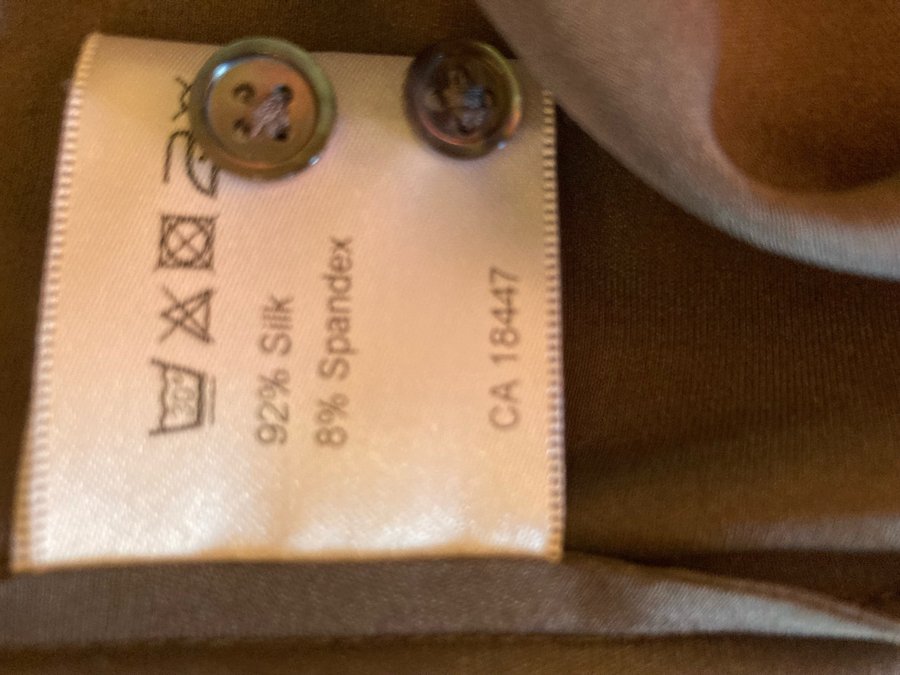 92% Silk
8% Spandex
CA 18447